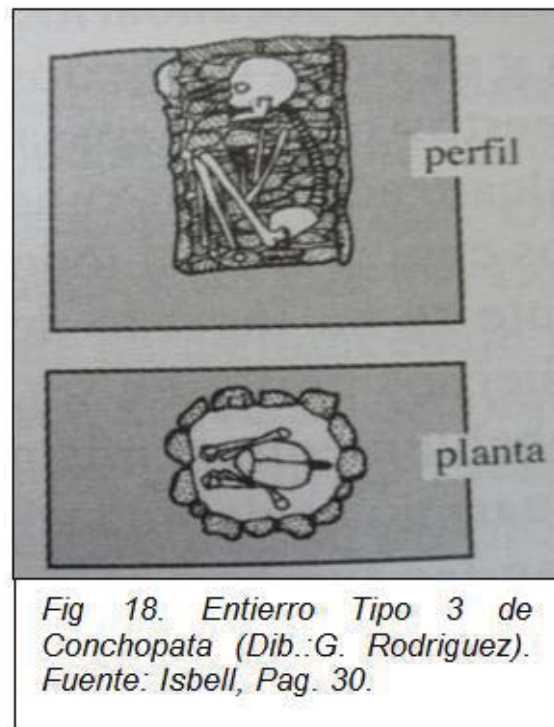 perfil
planta
Fig 18. Entierro Tipo 3 de
Conchopata (Dib.:G. Rodriguez).
Fuente: Isbell, Pag. 30.